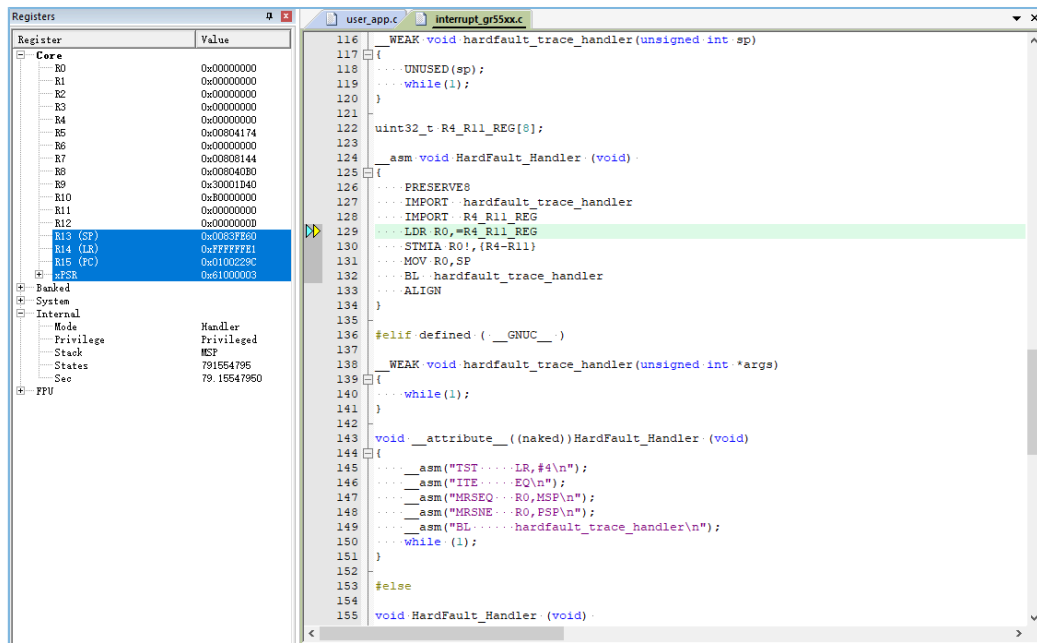 Registers
Register Value
Core
R0 0x00000000
R1 0x00000000
R2 0x00000000
R3 0x00000000
R4 0x00000000
R5 0x00804174
R6 0x00000000
R7 0x00808144
R8 0x008040B0
R9 0x30001D40
R10 0xB0000000
R11 0x00000000
R12 0x0000000D
R13 (SP) 0x0083FE60
R14 (LR) 0xFFFFFFE1
R15 (PC) 0x0100229C
xPSR 0x61000003
Banked
System
Internal
Mode Handler
Privilege Privileged
Stack MSP
States 791554795
Sec 79.15547950
FPU
user_app.c interrupt_gr55xx.c
116 __WEAK void hardfault_trace_handler(unsigned int sp)
117 {
118 UNUSED(sp);
119 while(1);
120 }
121
122 uint32_t R4_R11_REG[8];
123
124 __asm void HardFault_Handler (void)
125 {
126 PRESERVE8
127 IMPORT hardfault_trace_handler
128 IMPORT R4_R11_REG
129 LDR R0,=R4_R11_REG
130 STMIA R0!,{R4-R11}
131 MOV R0,SP
132 BL hardfault_trace_handler
133 ALIGN
134 }
135
136 #elif defined ( __GNUC__ )
137
138 __WEAK void hardfault_trace_handler(unsigned int *args)
139 {
140 while(1);
141 }
142
143 void __attribute__((naked))HardFault_Handler (void)
144 {
145 __asm("TST LR,#4\n");
146 __asm("ITE EQ\n");
147 __asm("MRSEQ R0,MSP\n");
148 __asm("MRSNE R0,PSP\n");
149 __asm("BL hardfault_trace_handler\n");
150 while (1);
151 }
152
153 #else
154
155 void HardFault_Handler (void)